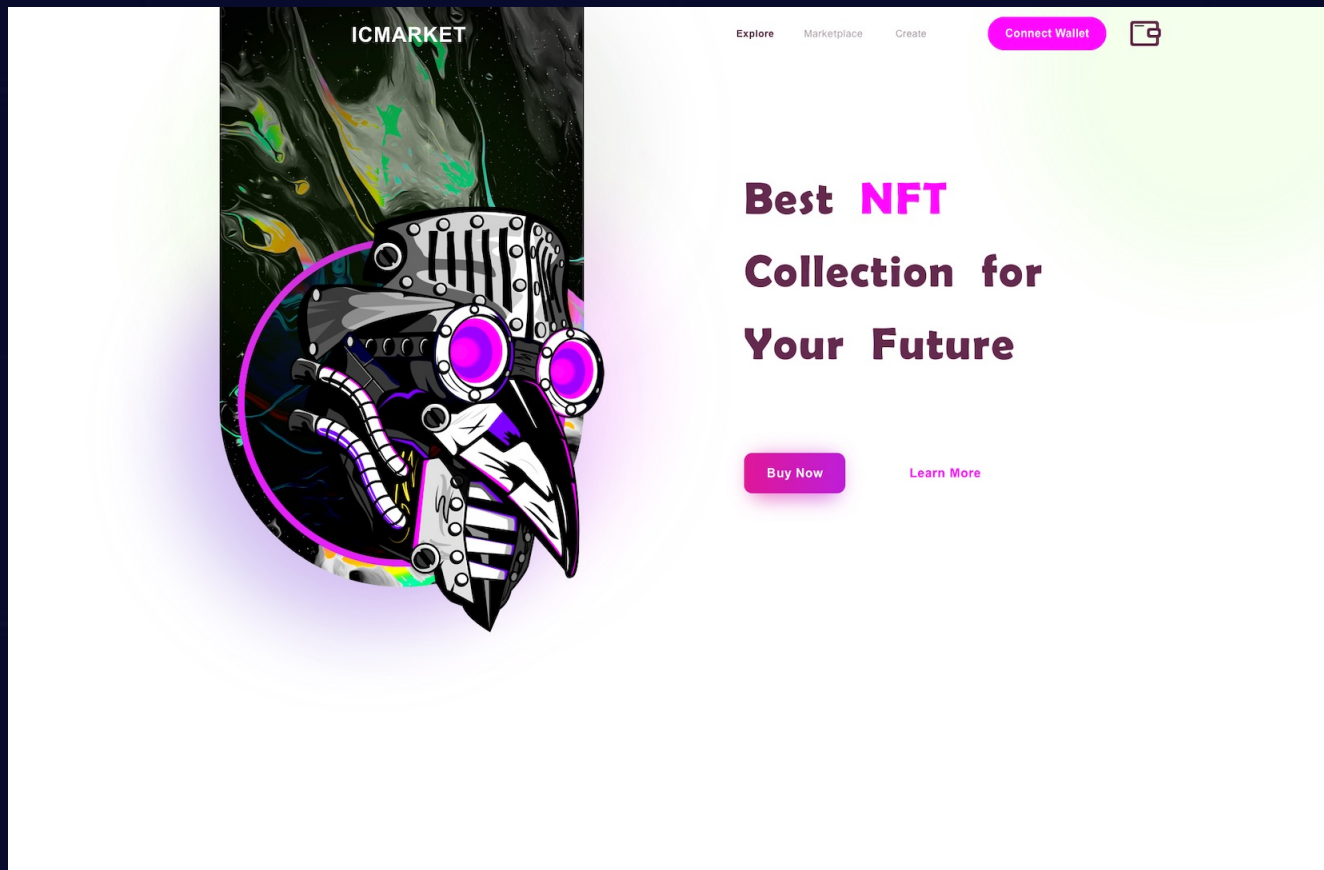 ICMARKET
Explore Marketplace Create Connect Wallet
Best NFT
Collection for
Your Future
Buy Now Learn More